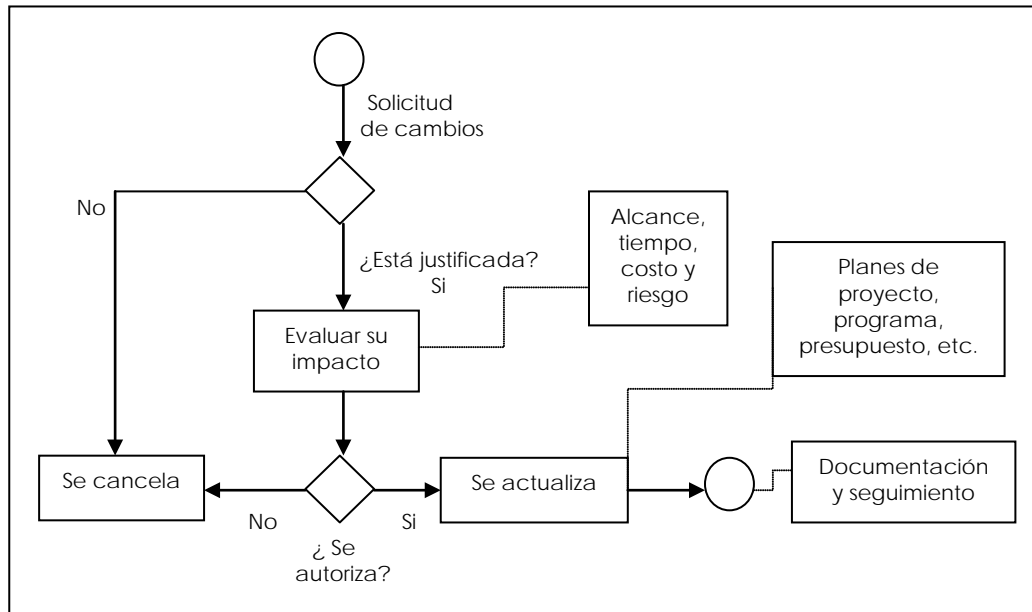 Solicitud
de cambios
No
¿Está justificada?
Si
Alcance,
tiempo,
costo y
riesgo
Planes de
proyecto,
programa,
presupuesto, etc.
Evaluar su
impacto
Se cancela
No
¿ Se
autoriza?
Si
Se actualiza
Documentación
y seguimiento